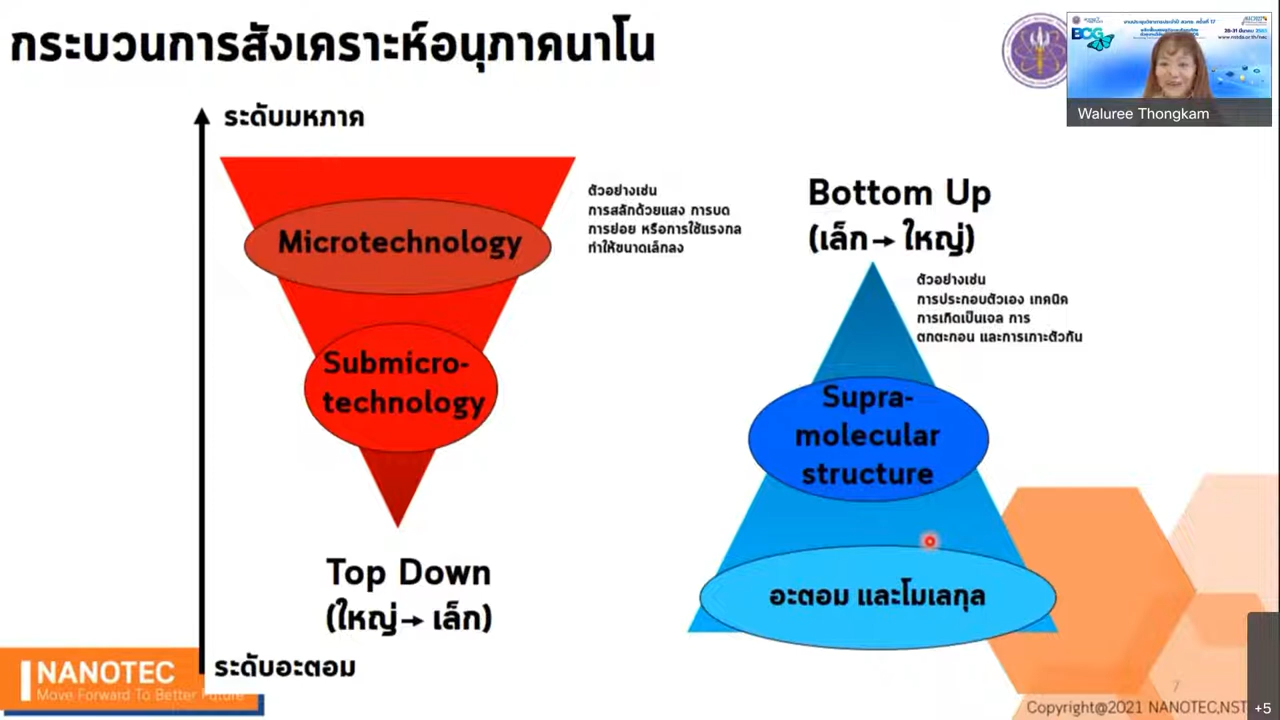 กระบวนการสังเคราะห์อนุภาคนาโน
ระดับมหภาค
Microtechnology
Submicro-
technology
ตัวอย่างเช่น
การสลักด้วยแสง การบด
การย่อย หรือการใช้แรงกล
ทำให้ขนาดเล็กลง
Top Down
(ใหญ่→ เล็ก)
ระดับอะตอม
Bottom Up
(เล็ก→ ใหญ่)
ตัวอย่างเช่น
การประกอบตัวเอง เทคนิค
การเกิดเป็นเจล การ
ตกตะกอน และการเกาะตัวกัน
Supra-
molecular
structure
อะตอม และโมเลกุล
NANOTEC
Move Forward To Better Future
7
Copyright@2021 NANOTEC,NST
+5
BCG
Waluree Thongkam